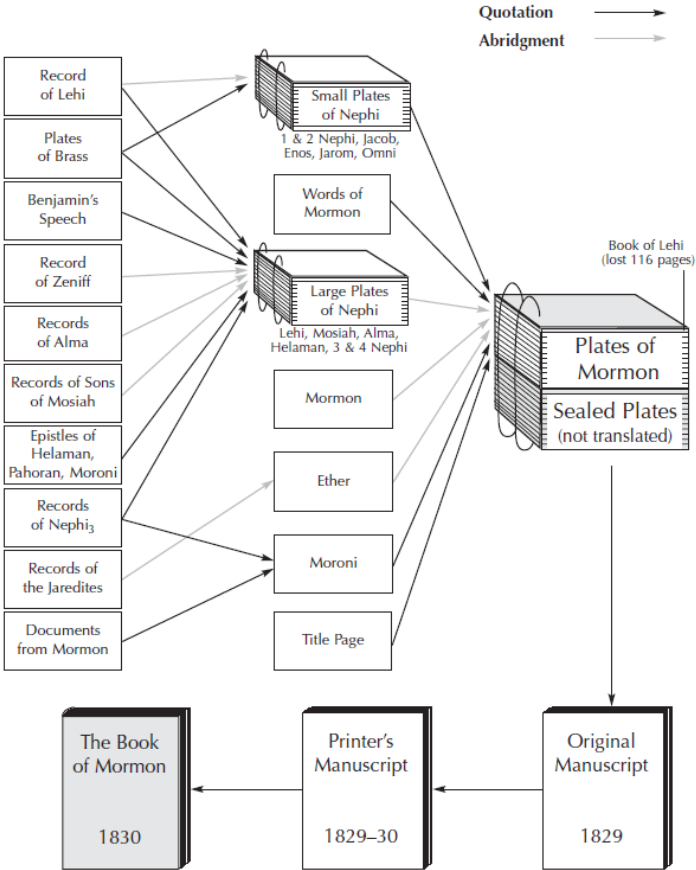 Quotation
Abridgment
Record
of Lehi
Plates
of Brass
Benjamin's
Speech
Record
of Zeniff
Records
of Alma
Records of Sons
of Mosiah
Epistles of
Helaman,
Pahoran, Moroni
Records
of Nephi3
Records of
the Jaredites
Documents
from Mormon
Small Plates
of Nephi
1 & 2 Nephi, Jacob,
Enos, Jarom, Omni
Words of
Mormon
Large Plates
of Nephi
Lehi, Mosiah, Alma,
Helaman, 3 & 4 Nephi
Mormon
Ether
Moroni
Title Page
Book of Lehi
(lost 116 pages)
Plates of
Mormon
Sealed Plates
(not translated)
The Book
of Mormon
1830
Printer's
Manuscript
1829–30
Original
Manuscript
1829